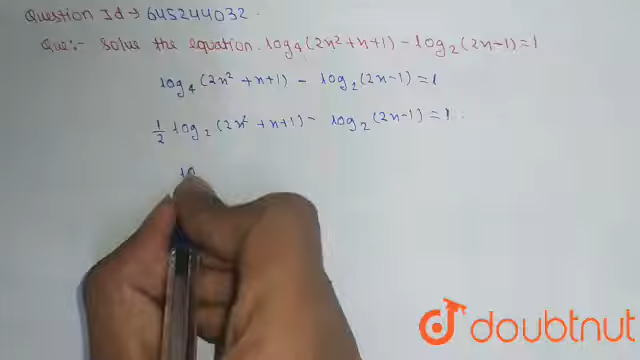 Question Id → 645244032.
Que:- Solve the equation. log₄(2x²+x+1) - log₂(2x-1) = 1
log₄(2x²+x+1) - log₂(2x-1) = 1
1/2 log₂(2x²+x+1) - log₂(2x-1) = 1.
lo
doubtnut